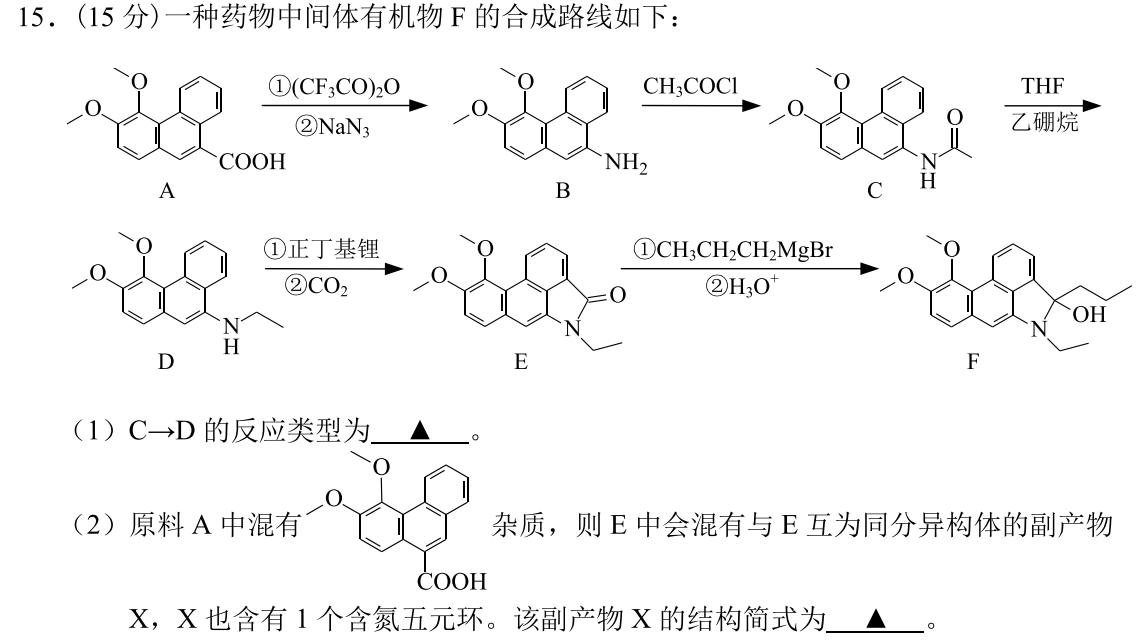 15．(15 分)一种药物中间体有机物 F 的合成路线如下：
①(CF₃CO)₂O
②NaN₃
CH₃COCl
THF
乙硼烷
O
O
COOH
A
O
O
NH₂
B
O
O
O
N
H
C
①正丁基锂
②CO₂
①CH₃CH₂CH₂MgBr
②H₃O⁺
O
O
N
H
D
O
O
O
N
E
O
O
OH
N
F
（1）C→D 的反应类型为 ▲ 。
（2）原料 A 中混有 O O COOH 杂质，则 E 中会混有与 E 互为同分异构体的副产物
X，X 也含有 1 个含氮五元环。该副产物 X 的结构简式为 ▲ 。